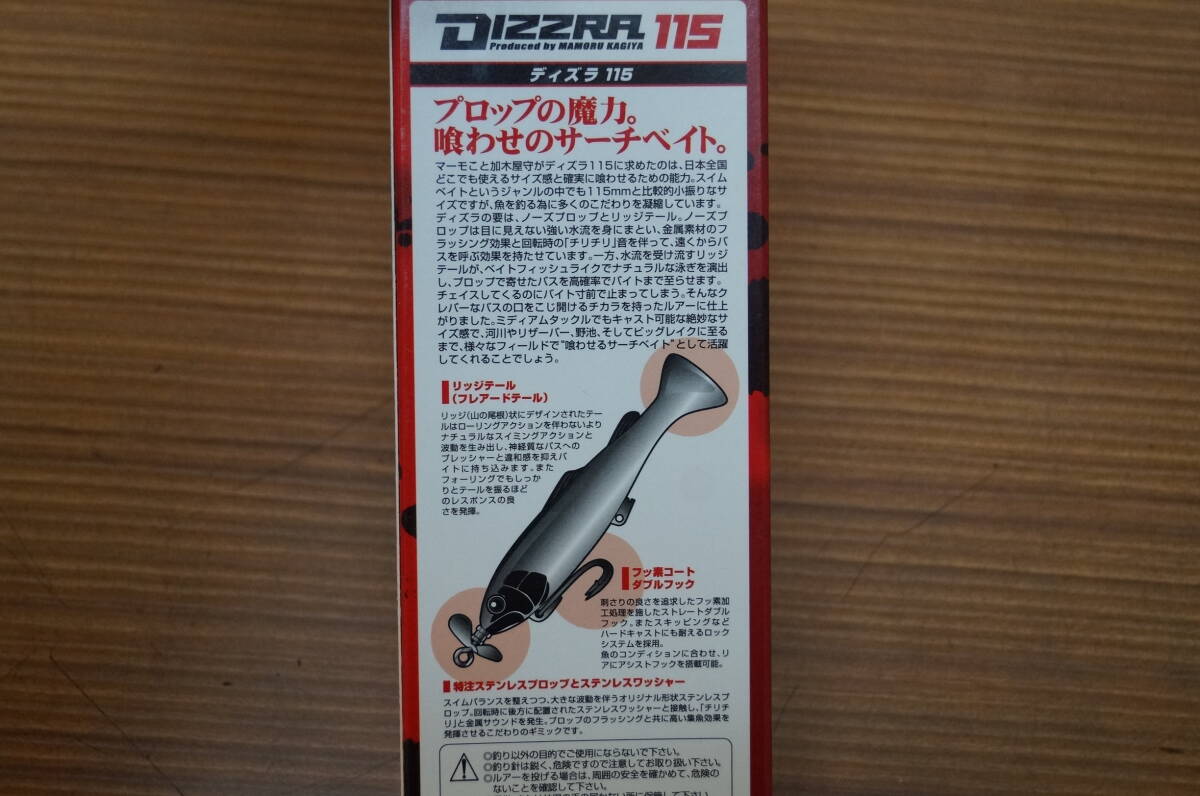 DIZZRA 115
Produced by MAMORU KAGIYA
ディズラ 115
プロップの魔力。
喰わせのサーチベイト。
マーモこと加木屋守がディズラ115に求めたのは、日本全国
どこでも使えるサイズ感と確実に喰わせるための能力。スイム
ベイトというジャンルの中でも115mmと比較的小振りなサ
イズですが、魚を釣る為に多くのこだわりを凝縮しています。
ディズラの要は、ノーズプロップとリッジテール。ノーズプ
ロップは目に見えない強い水流を身にまとい、金属素材のフ
ラッシング効果と回転時の「チリチリ」音を伴って、遠くからバ
スを呼ぶ効果を持たせています。一方、水流を受け流すリッジ
テールが、ベイトフィッシュライクでナチュラルな泳ぎを演出
し、プロップで寄せたバスを高確率でバイトまで至らせます。
チェイスしてくるのにバイト寸前で止まってしまう。そんなク
レバーなバスの口をこじ開けるチカラを持ったルアーに仕上
がりました。ミディアムタックルでもキャスト可能な絶妙なサ
イズ感で、河川やリザーバー、野池、そしてビッグレイクに至る
まで、様々なフィールドで"喰わせるサーチベイト"として活躍
してくれることでしょう。
リッジテール
(フレアードテール)
リッジ(山の尾根)状にデザインされたテー
ルはローリングアクションを伴わないより
ナチュラルなスイミングアクションと
波動を生み出し、神経質なバスへの
プレッシャーと違和感を抑えバ
イトに持ち込みます。また
フォーリングでもしっか
りとテールを振るほど
のレスポンスの良
さを発揮。
フッ素コート
ダブルフック
刺さりの良さを追求したフッ素加
工処理を施したストレートダブル
フック。またスキッピングなど
ハードキャストにも耐えるロック
システムを採用。
魚のコンディションに合わせ、リ
アにアシストフックを搭載可能。
特注ステンレスプロップとステンレスワッシャー
スイムバランスを整えつつ、大きな波動を伴うオリジナル形状ステンレスプ
ロップ。回転時に後方に配置されたステンレスワッシャーと接触し、「チリチ
リ」と金属サウンドを発生。プロップのフラッシングと共に高い集魚効果を
発揮させるこだわりのギミックです。
◎釣り以外の目的でご使用にならないで下さい。
◎釣り針は鋭く、危険ですので注意してお取り扱い下さい。
◎ルアーを投げる場合は、周囲の安全を確かめて、危険の
ないことを確認して下さい。